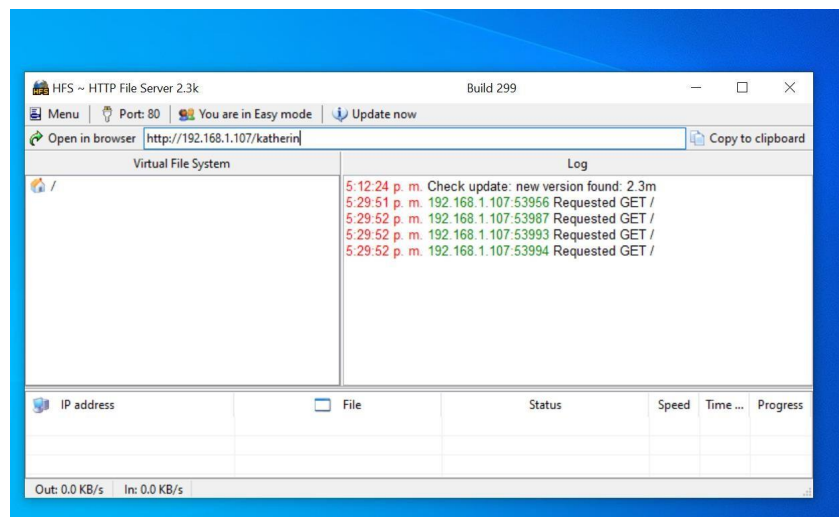 HFS ~ HTTP File Server 2.3k Build 299
Menu Port: 80 You are in Easy mode Update now
Open in browser http://192.168.1.107/katherin Copy to clipboard
Virtual File System Log
/
5:12:24 p. m. Check update: new version found: 2.3m
5:29:51 p. m. 192.168.1.107:53956 Requested GET /
5:29:52 p. m. 192.168.1.107:53987 Requested GET /
5:29:52 p. m. 192.168.1.107:53993 Requested GET /
5:29:52 p. m. 192.168.1.107:53994 Requested GET /
IP address File Status Speed Time ... Progress
Out: 0.0 KB/s In: 0.0 KB/s